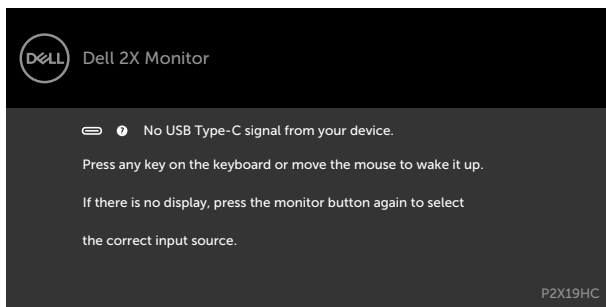 DELL Dell 2X Monitor
No USB Type-C signal from your device.
Press any key on the keyboard or move the mouse to wake it up.
If there is no display, press the monitor button again to select
the correct input source.
P2X19HC